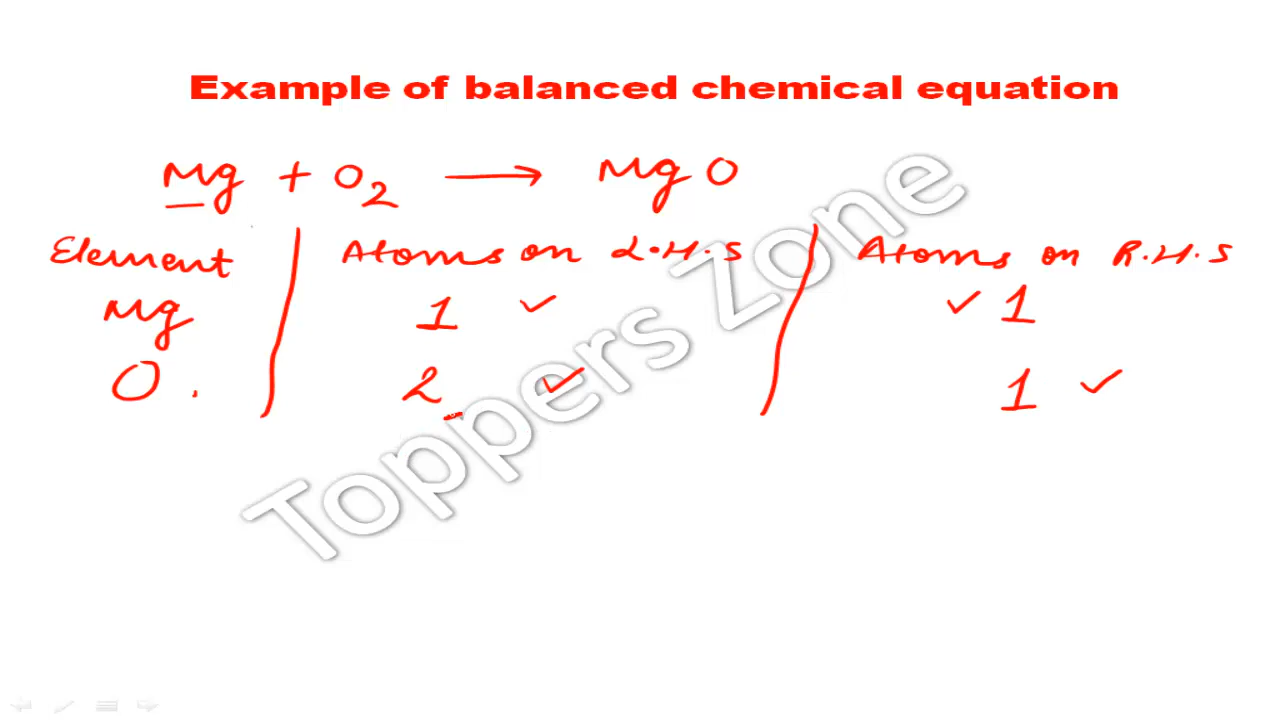 Example of balanced chemical equation
Mg + O2 → MgO
Element Atoms on L.H.S Atoms on R.H.S
Mg 1 ✓ ✓ 1
O. 2 ✓ 1 ✓
Toppers Zone